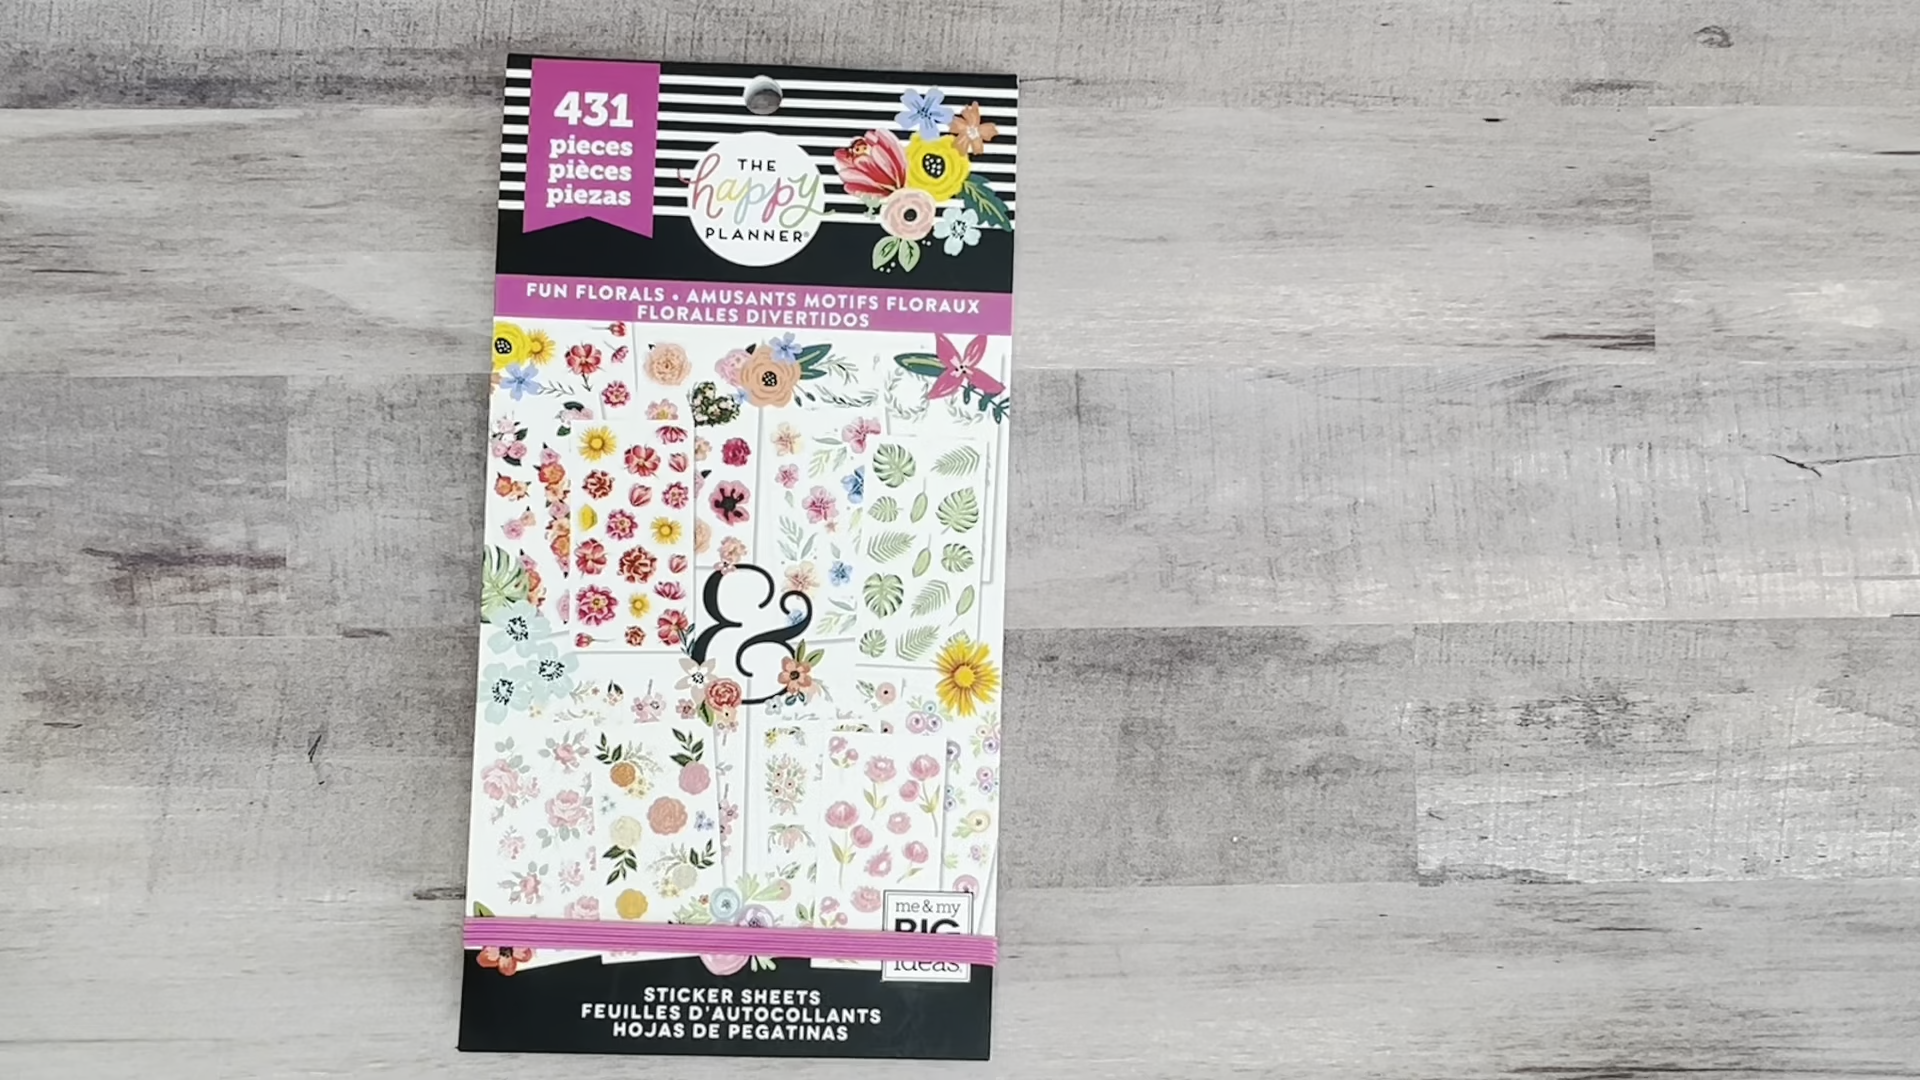 431
pieces
pièces
piezas
THE
happy
PLANNER®
FUN FLORALS • AMUSANTS MOTIFS FLORAUX
FLORALES DIVERTIDOS
&
me & my
BIG
ideas
STICKER SHEETS
FEUILLES D'AUTOCOLLANTS
HOJAS DE PEGATINAS